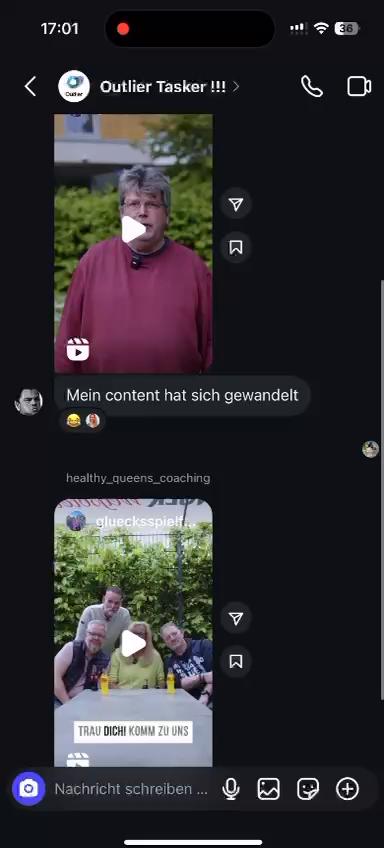 17:01
36
Outlier
Outlier Tasker !!!
Mein content hat sich gewandelt
healthy_queens_coaching
gluecksspielf...
TRAU DICH! KOMM ZU UNS
Nachricht schreiben ...